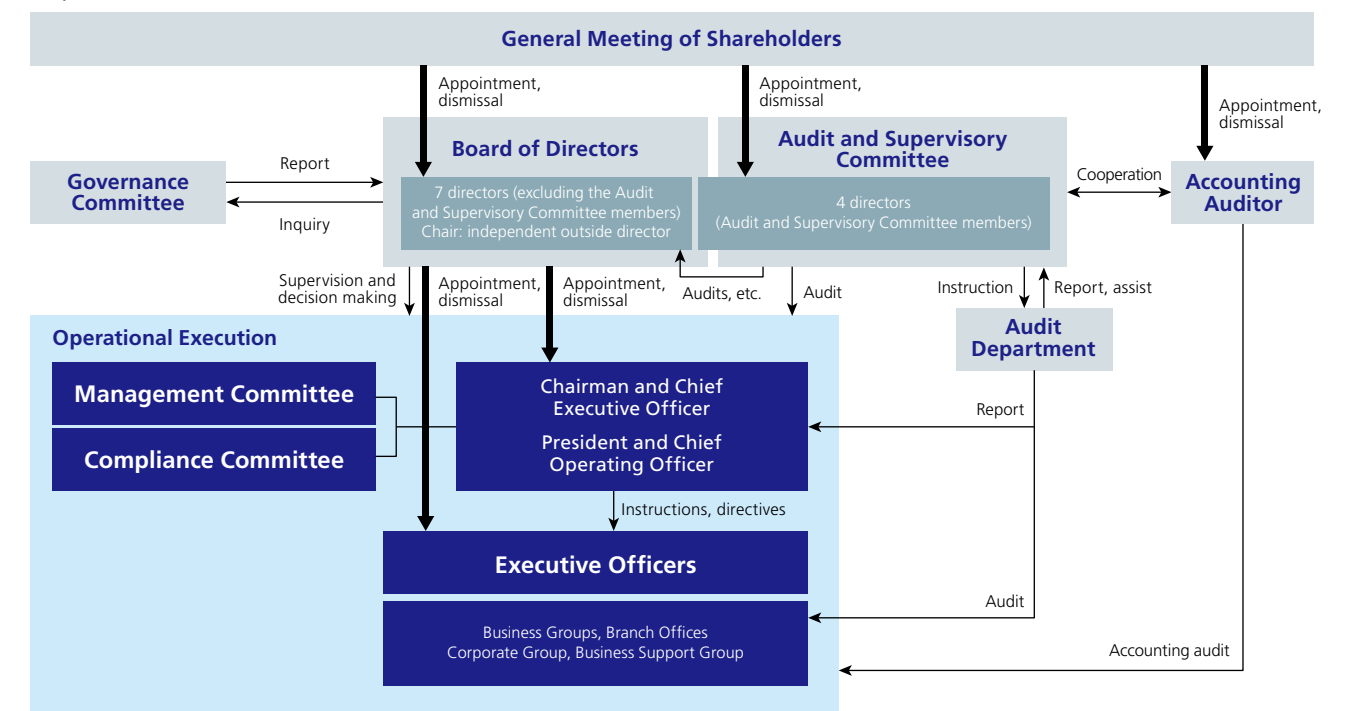 General Meeting of Shareholders
Appointment,
dismissal
Appointment,
dismissal
Appointment,
dismissal
Board of Directors
Audit and Supervisory
Committee
Governance
Committee
Report
Inquiry
7 directors (excluding the Audit
and Supervisory Committee members)
Chair: independent outside director
4 directors
(Audit and Supervisory Committee members)
Cooperation
Accounting
Auditor
Supervision and
decision making
Appointment,
dismissal
Appointment,
dismissal
Audits, etc.
Audit
Instruction
Report, assist
Audit
Department
Operational Execution
Management Committee
Compliance Committee
Chairman and Chief
Executive Officer
President and Chief
Operating Officer
Report
Instructions, directives
Executive Officers
Audit
Business Groups, Branch Offices
Corporate Group, Business Support Group
Accounting audit